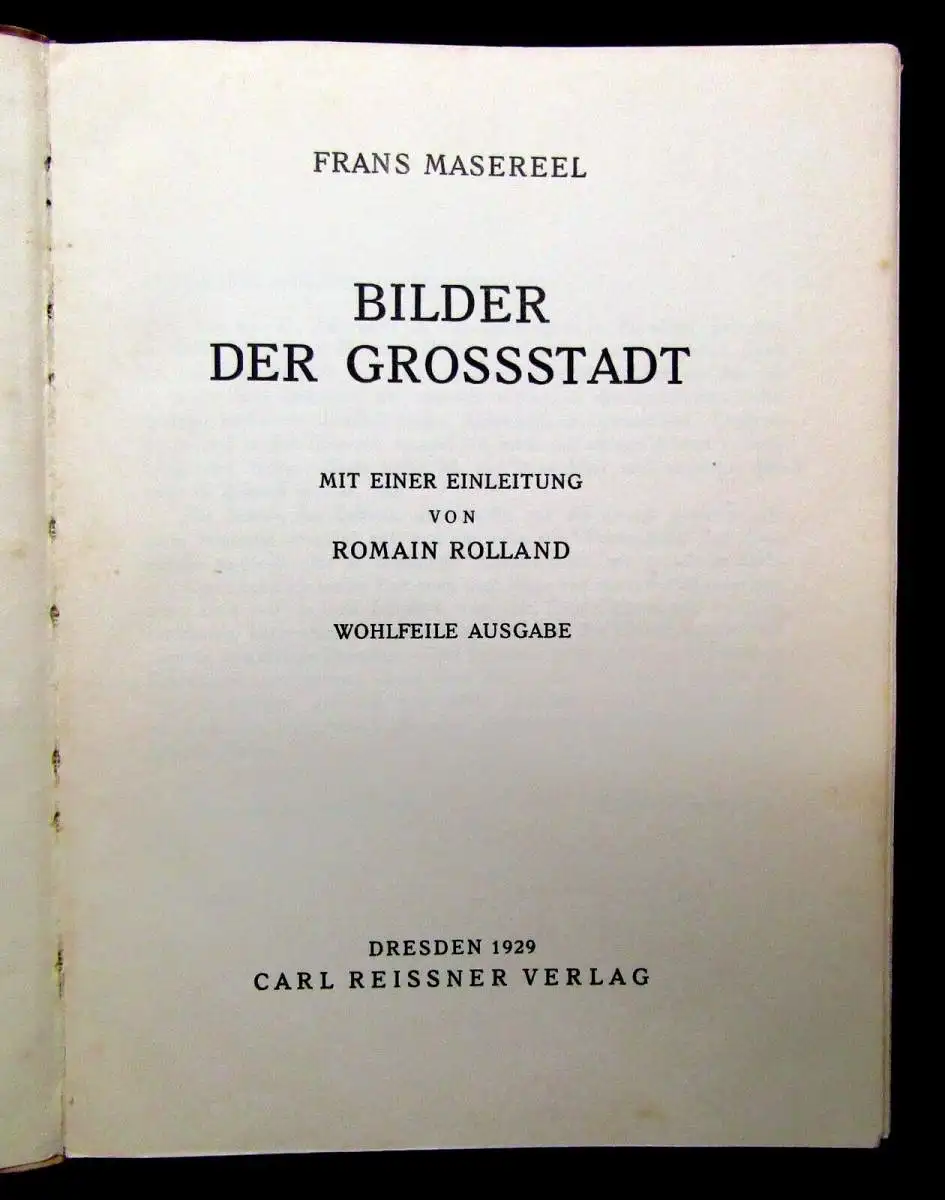 FRANS MASEREEL
BILDER
DER GROSSSTADT
MIT EINER EINLEITUNG
VON
ROMAIN ROLLAND
WOHLFEILE AUSGABE
DRESDEN 1929
CARL REISSNER VERLAG